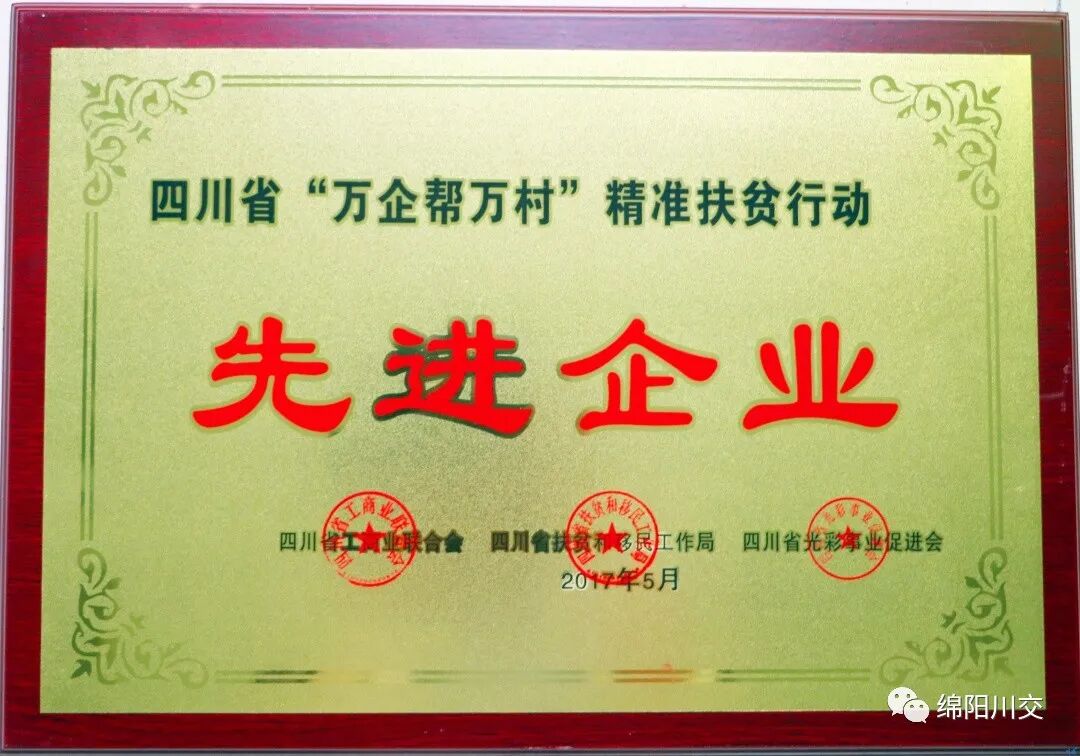 四川省“万企帮万村”精准扶贫行动
先进企业
四川省工商业联合会 四川省扶贫和移民工作局 四川省光彩事业促进会
2017年5月
绵阳川交